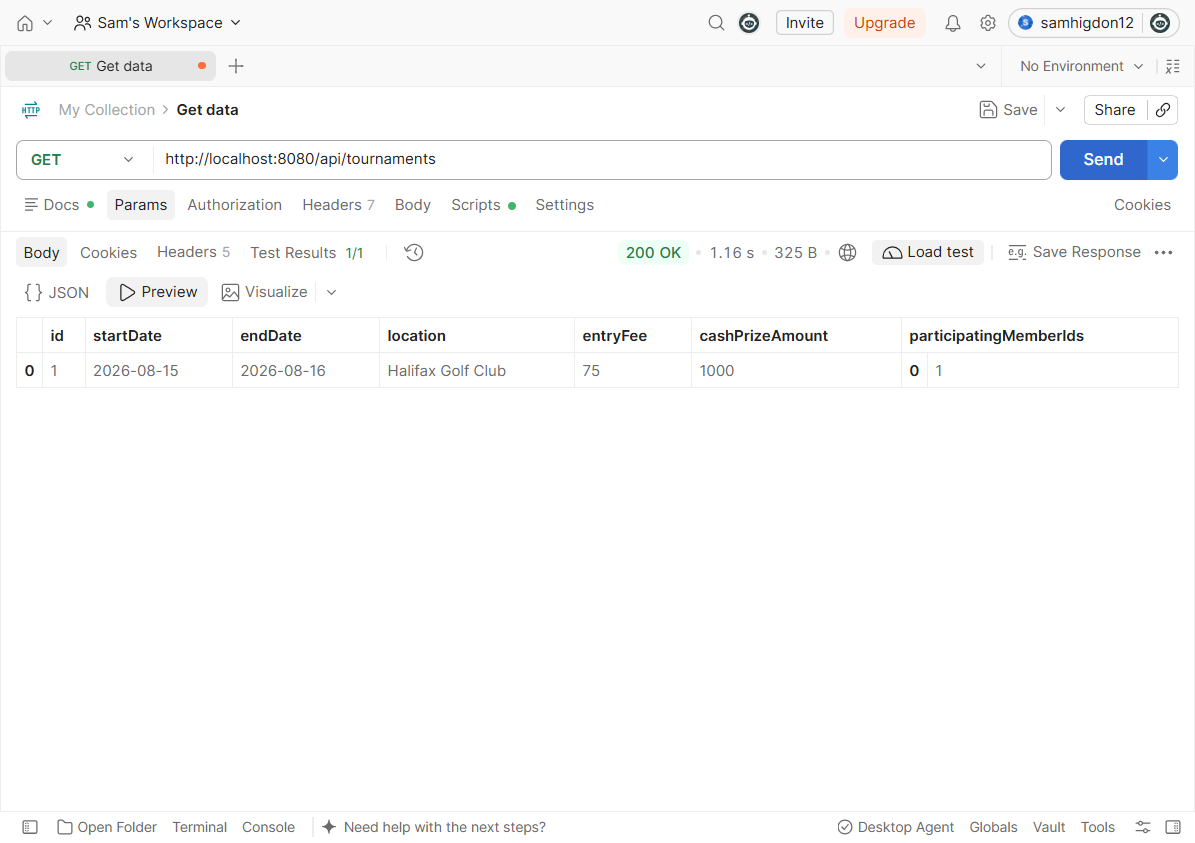 Sam's Workspace Invite Upgrade S samhigdon12
GET Get data No Environment
HTTP My Collection > Get data Save Share
GET http://localhost:8080/api/tournaments Send
Docs Params Authorization Headers 7 Body Scripts Settings Cookies
Body Cookies Headers 5 Test Results 1/1 200 OK • 1.16 s • 325 B • Load test e.g. Save Response
{} JSON Preview Visualize
id startDate endDate location entryFee cashPrizeAmount participatingMemberIds
0 1 2026-08-15 2026-08-16 Halifax Golf Club 75 1000 0 1
Open Folder Terminal Console Need help with the next steps? Desktop Agent Globals Vault Tools